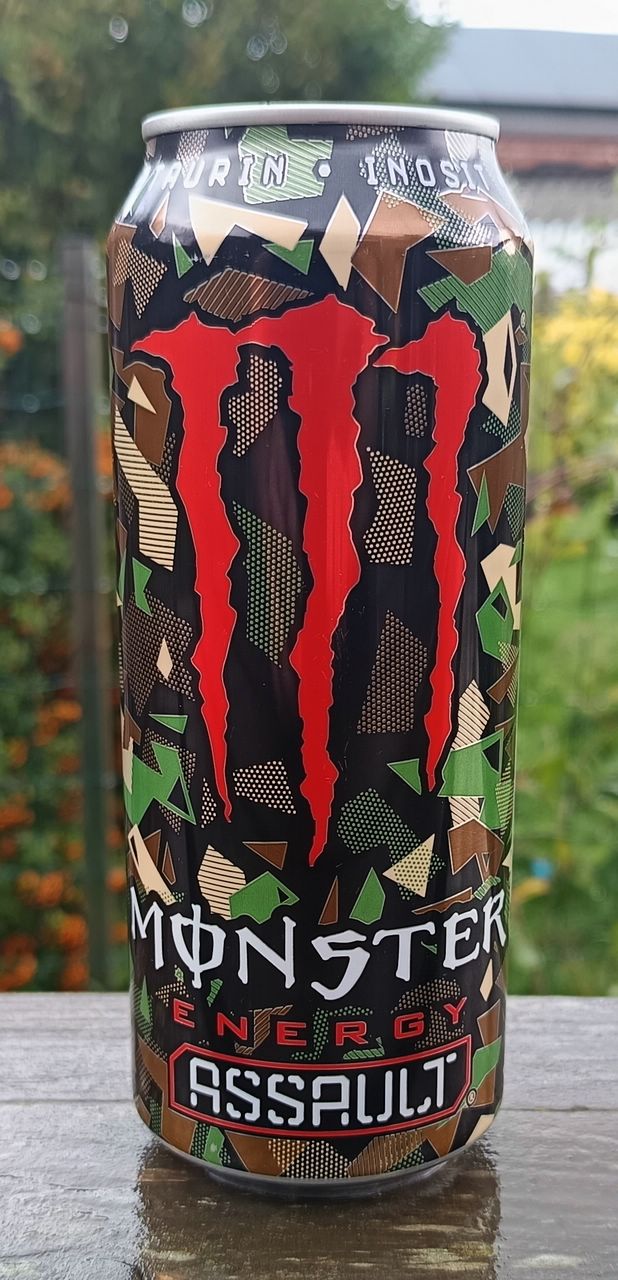 TAURIN • INOSIT
MONSTER
ENERGY
ASSAULT®